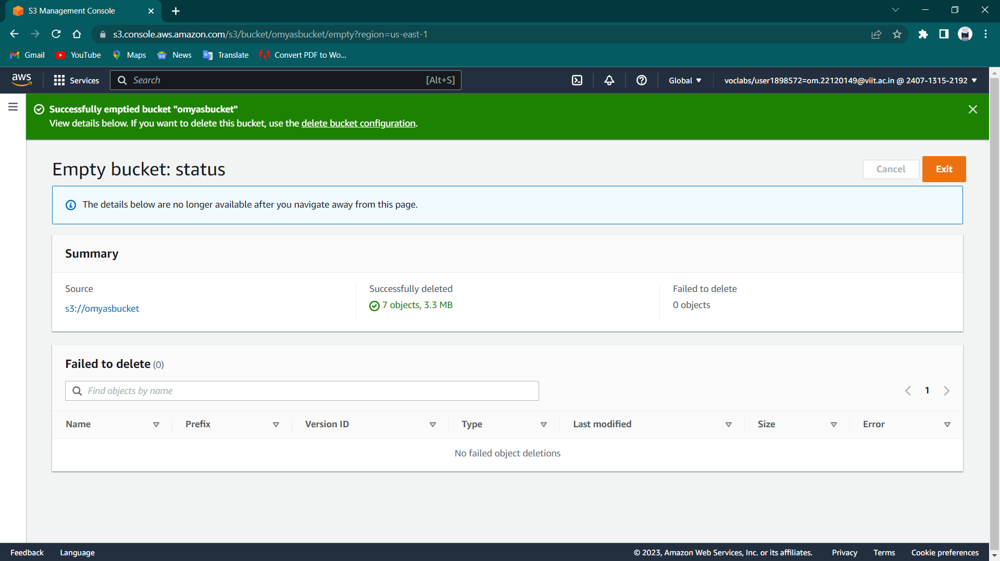 S3 Management Console
s3.console.aws.amazon.com/s3/bucket/omyasbucket/empty?region=us-east-1
Gmail YouTube Maps News Translate Convert PDF to Wo...
aws Services Search [Alt+S] Global voclabs/user1898572=om.22120149@viit.ac.in @ 2407-1315-2192
Successfully emptied bucket "omyasbucket"
View details below. If you want to delete this bucket, use the delete bucket configuration.
Empty bucket: status
Cancel Exit
The details below are no longer available after you navigate away from this page.
Summary
Source Successfully deleted Failed to delete
s3://omyasbucket 7 objects, 3.3 MB 0 objects
Failed to delete (0)
Find objects by name 1
Name Prefix Version ID Type Last modified Size Error
No failed object deletions
Feedback Language © 2023, Amazon Web Services, Inc. or its affiliates. Privacy Terms Cookie preferences